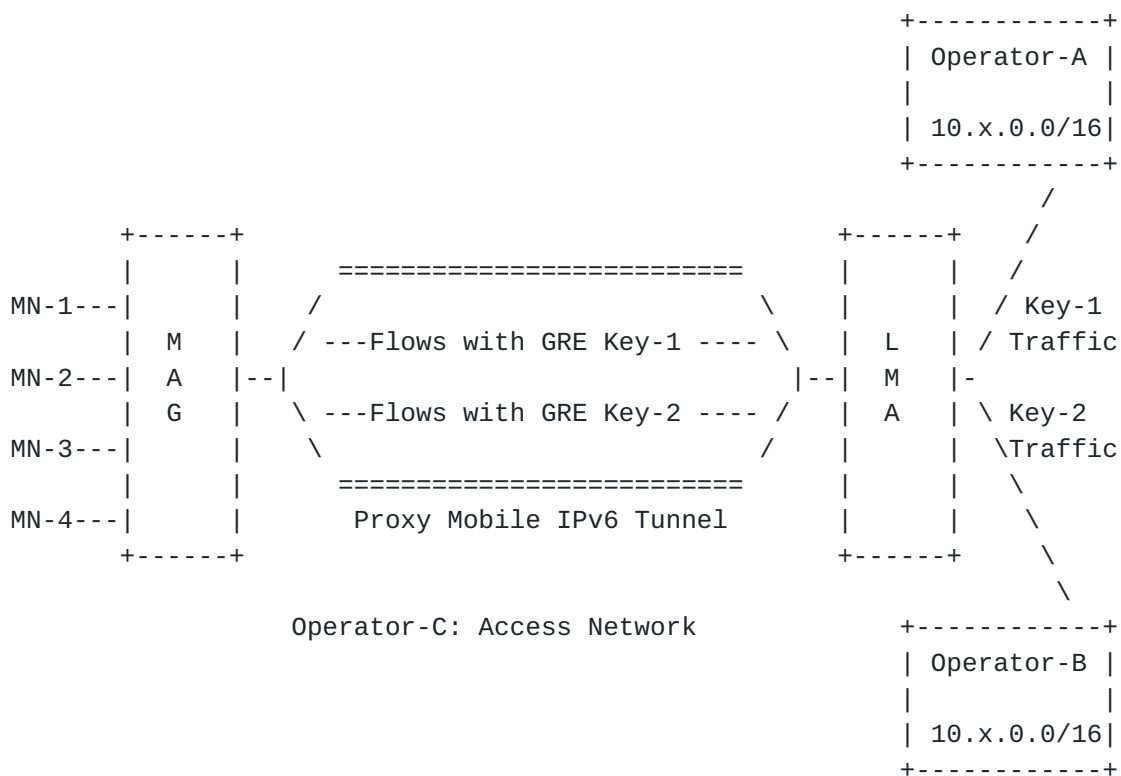 +------------+
                                                         | Operator-A |
                                                         |            |
                                                         | 10.x.0.0/16|
                                                         +------------+
                                                                  /
       +------+                                      +------+    /
       |      |      ==========================      |      |   /
MN-1---|      |    /                            \    |      |  / Key-1
       |  M   |   / ---Flows with GRE Key-1 ---- \   |  L   | / Traffic
MN-2---|  A   |--|                                |--|  M   |-
       |  G   |   \ ---Flows with GRE Key-2 ---- /   |  A   | \ Key-2
MN-3---|      |    \                            /    |      |  \Traffic
       |      |      ==========================      |      |   \
MN-4---|      |       Proxy Mobile IPv6 Tunnel       |      |    \
       +------+                                      +------+     \
                                                                   \
                  Operator-C: Access Network             +------------+
                                                         | Operator-B |
                                                         |            |
                                                         | 10.x.0.0/16|
                                                         +------------+